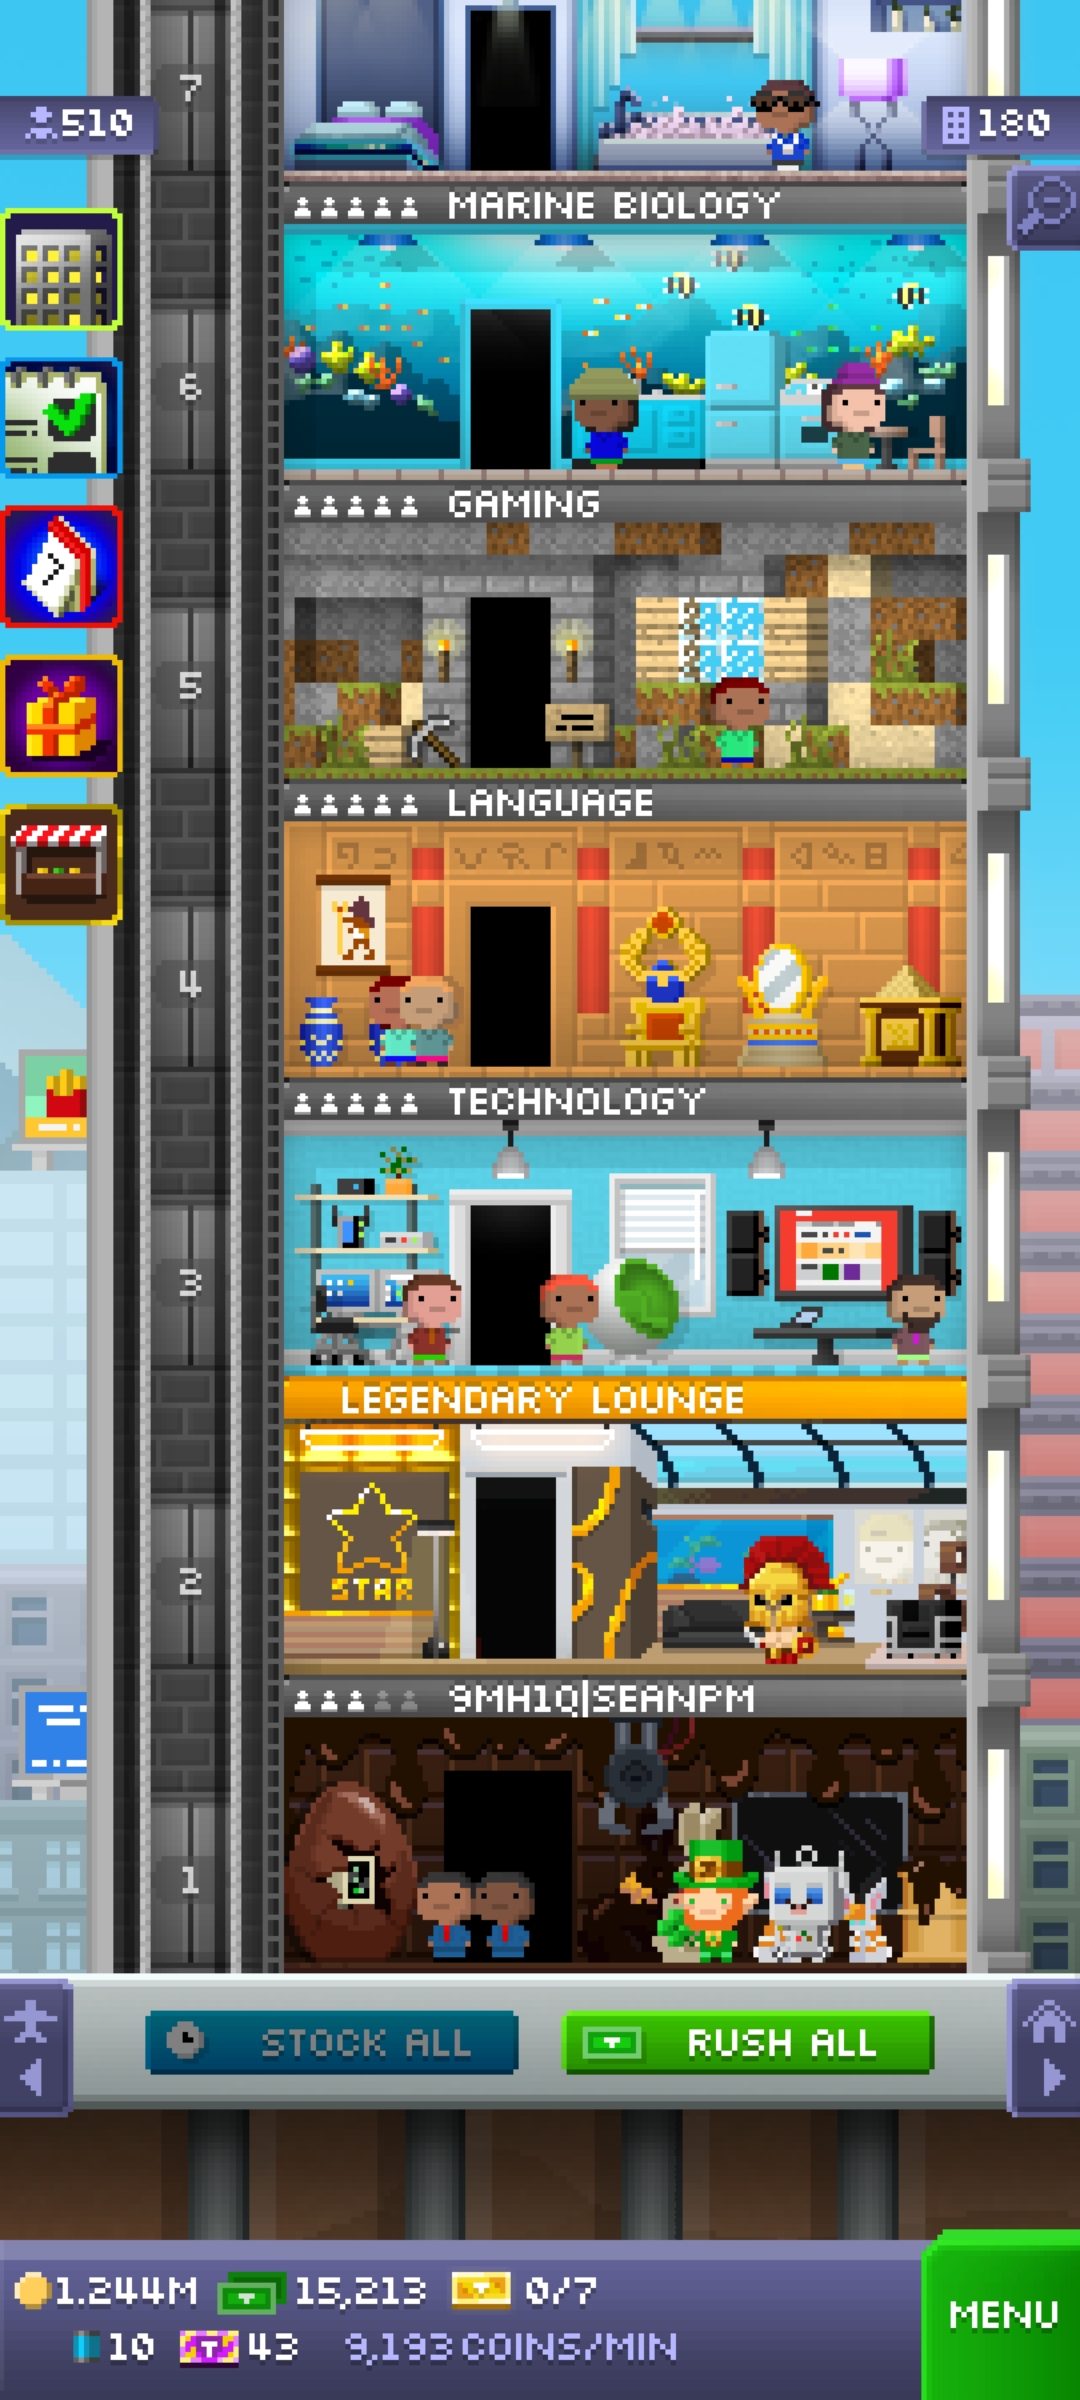 7
510
180
MARINE BIOLOGY
6
GAMING
7
5
LANGUAGE
4
TECHNOLOGY
3
LEGENDARY LOUNGE
STAR
2
9MH1Q|SEANPM
1
STOCK ALL
RUSH ALL
1.244M 15,213 0/7
10 43 9,193 COINS/MIN
MENU